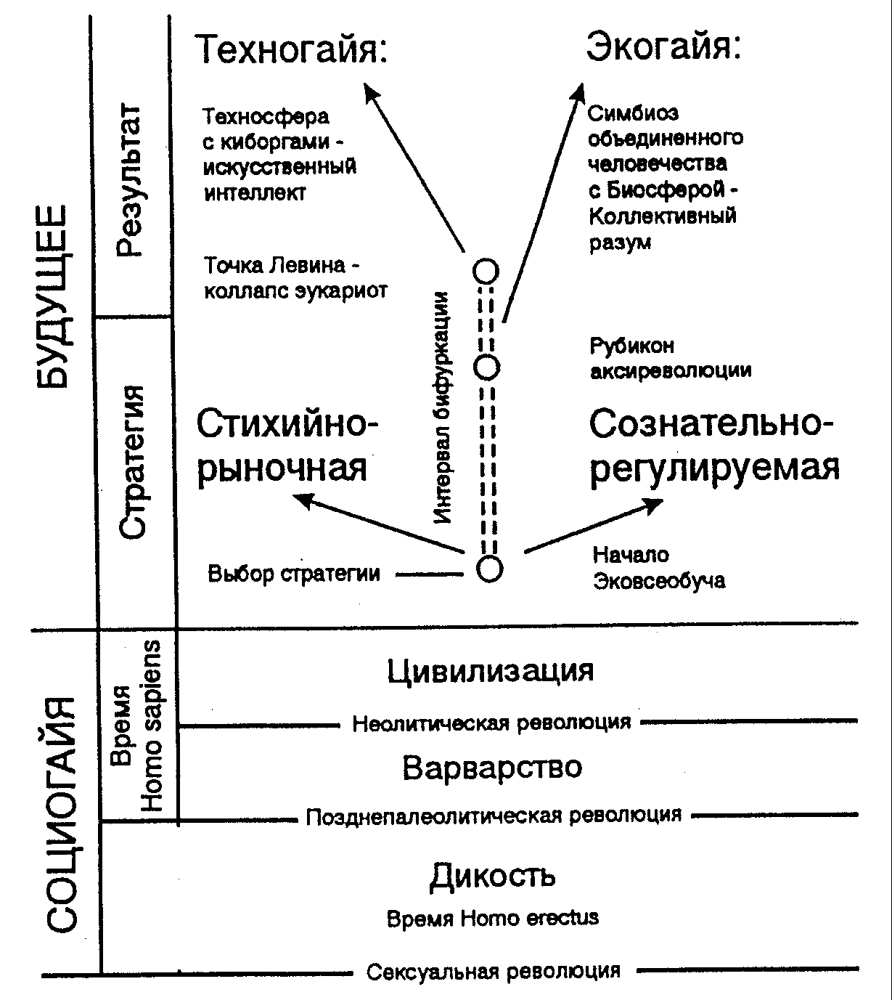 БУДУЩЕЕ
Результат
Техногайя:
Экогайя:
Техносфера
с киборгами -
искусственный
интеллект
Симбиоз
объединенного
человечества
с Биосферой -
Коллективный
разум
Точка Левина -
коллапс эукариот
Интервал бифуркации
Рубикон
аксиреволюции
Стратегия
Стихийно-
рыночная
Сознательно-
регулируемая
Выбор стратегии
Начало
Эковсеобуча
СОЦИОГАЙЯ
Время
Homo sapiens
Цивилизация
Неолитическая революция
Варварство
Позднепалеолитическая революция
Дикость
Время Homo erectus
Сексуальная революция